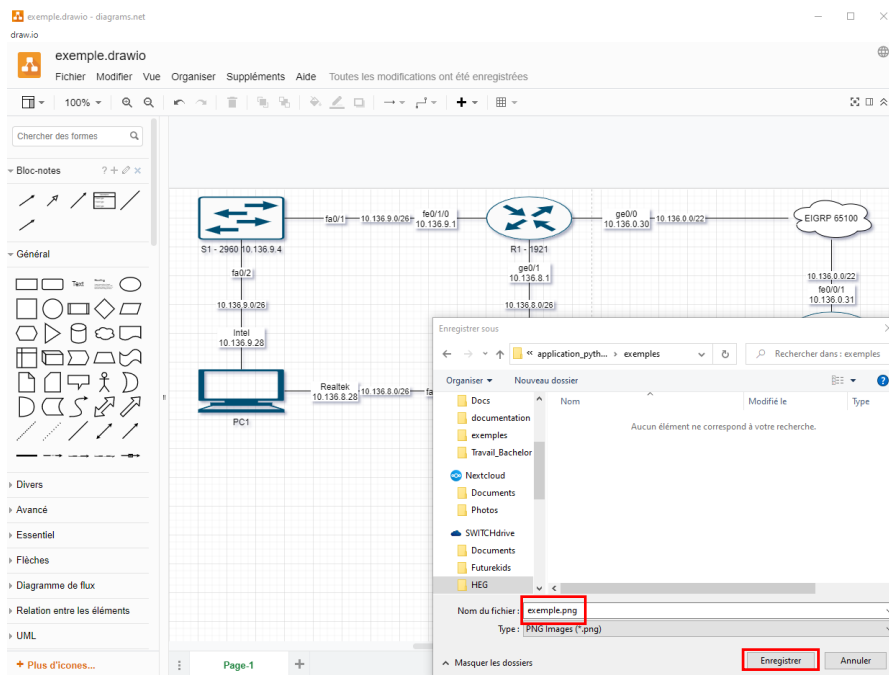 exemple.drawio - diagrams.net
draw.io
exemple.drawio
Fichier Modifier Vue Organiser Suppléments Aide Toutes les modifications ont été enregistrées
100%
Chercher des formes
Bloc-notes
Général
Text
Divers
Avancé
Essentiel
Flèches
Diagramme de flux
Relation entre les éléments
UML
+ Plus d'icones...
Page-1
fa0/1
10.136.9.0/26
fe0/1/0
10.136.9.1
ge0/0
10.136.0.30
10.136.0.0/22
EIGRP 65100
S1 - 2960
10.136.9.4
R1 - 1921
fa0/2
ge0/1
10.136.8.1
10.136.0.0/22
fe0/0/1
10.136.0.31
10.136.9.0/26
10.136.8.0/26
Intel
10.136.9.28
Realtek
10.136.8.28
10.136.8.0/26
fa
PC1
Enregistrer sous
« application_pyth... › exemples
Rechercher dans : exemples
Organiser
Nouveau dossier
Docs
documentation
exemples
Travail_Bachelor
Nextcloud
Documents
Photos
SWITCHdrive
Documents
Futurekids
HEG
Nom
Modifié le
Type
Aucun élément ne correspond à votre recherche.
Nom du fichier : exemple.png
Type : PNG Images (*.png)
Masquer les dossiers
Enregistrer
Annuler